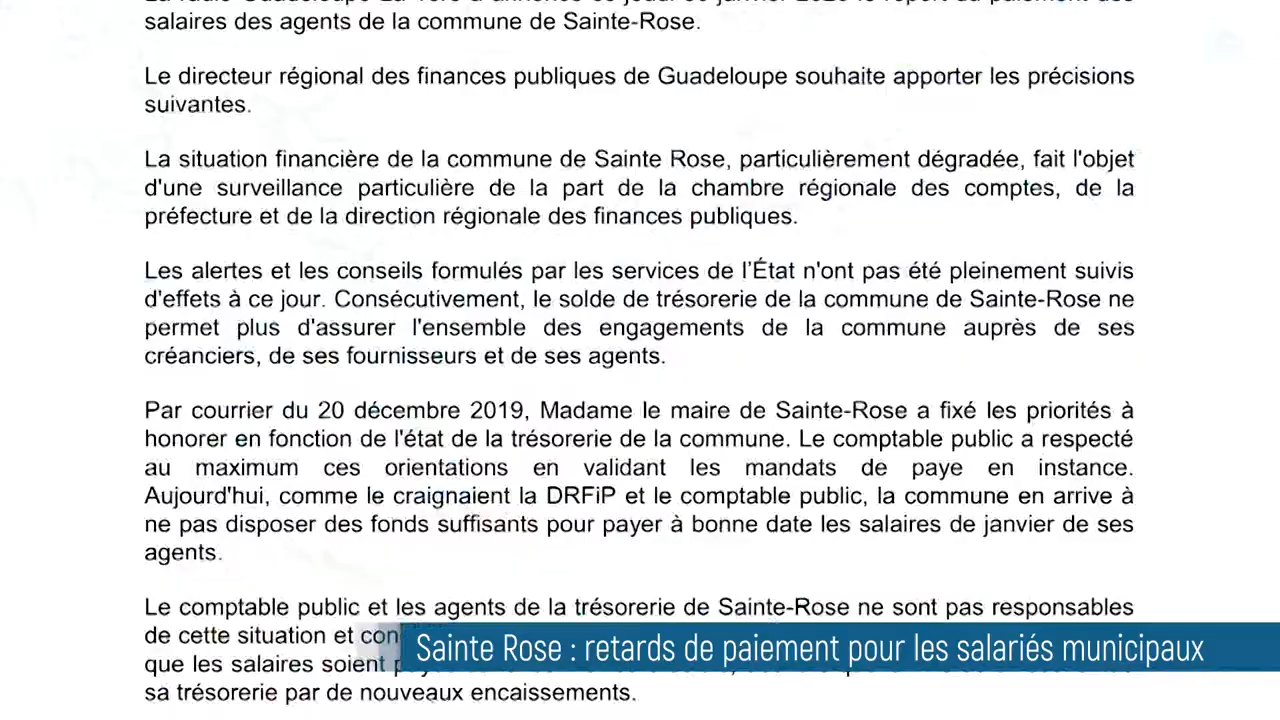 salaires des agents de la commune de Sainte-Rose.
Le directeur régional des finances publiques de Guadeloupe souhaite apporter les précisions
suivantes.
La situation financière de la commune de Sainte Rose, particulièrement dégradée, fait l'objet
d'une surveillance particulière de la part de la chambre régionale des comptes, de la
préfecture et de la direction régionale des finances publiques.
Les alertes et les conseils formulés par les services de l’État n'ont pas été pleinement suivis
d'effets à ce jour. Consécutivement, le solde de trésorerie de la commune de Sainte-Rose ne
permet plus d'assurer l'ensemble des engagements de la commune auprès de ses
créanciers, de ses fournisseurs et de ses agents.
Par courrier du 20 décembre 2019, Madame le maire de Sainte-Rose a fixé les priorités à
honorer en fonction de l'état de la trésorerie de la commune. Le comptable public a respecté
au maximum ces orientations en validant les mandats de paye en instance.
Aujourd'hui, comme le craignaient la DRFiP et le comptable public, la commune en arrive à
ne pas disposer des fonds suffisants pour payer à bonne date les salaires de janvier de ses
agents.
Le comptable public et les agents de la trésorerie de Sainte-Rose ne sont pas responsables
de cette situation et
que les salaires soient
sa trésorerie par de nouveaux encaissements.
Sainte Rose : retards de paiement pour les salariés municipaux